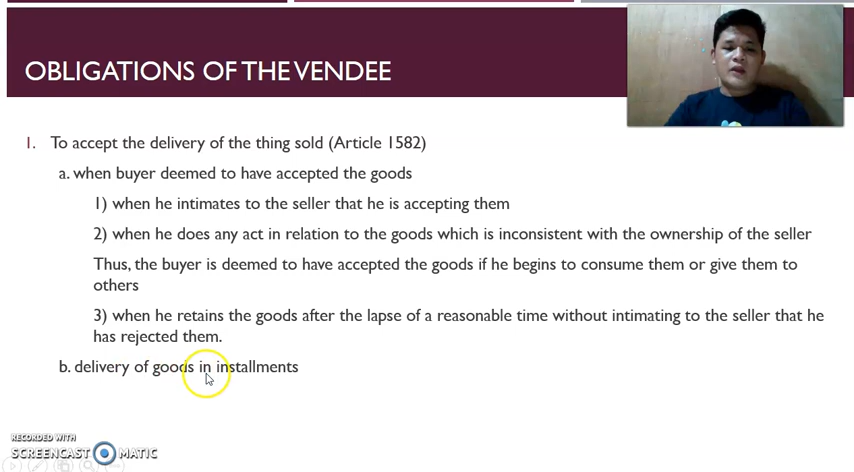 OBLIGATIONS OF THE VENDEE
1. To accept the delivery of the thing sold (Article 1582)
a. when buyer deemed to have accepted the goods
1) when he intimates to the seller that he is accepting them
2) when he does any act in relation to the goods which is inconsistent with the ownership of the seller
Thus, the buyer is deemed to have accepted the goods if he begins to consume them or give them to
others
3) when he retains the goods after the lapse of a reasonable time without intimating to the seller that he
has rejected them.
b. delivery of goods in installments
RECORDED WITH
SCREENCAST MATIC